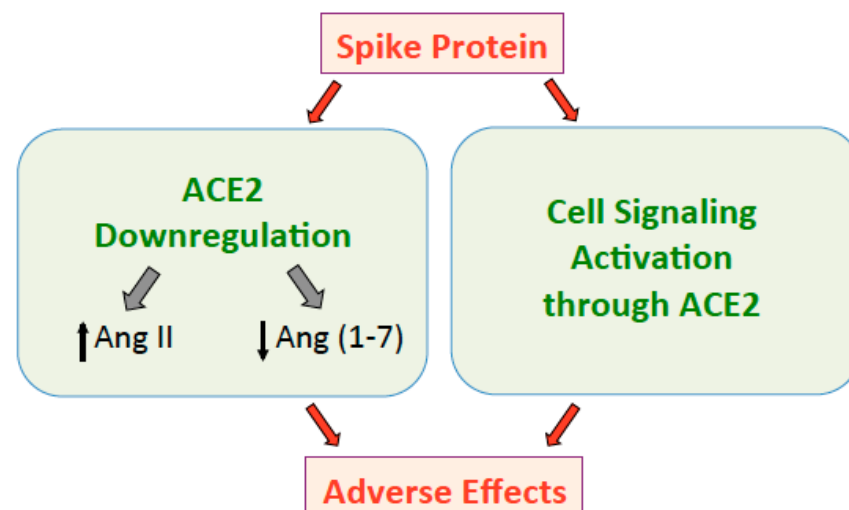 Spike Protein
ACE2
Downregulation
Ang II
Ang (1-7)
Cell Signaling
Activation
through ACE2
Adverse Effects